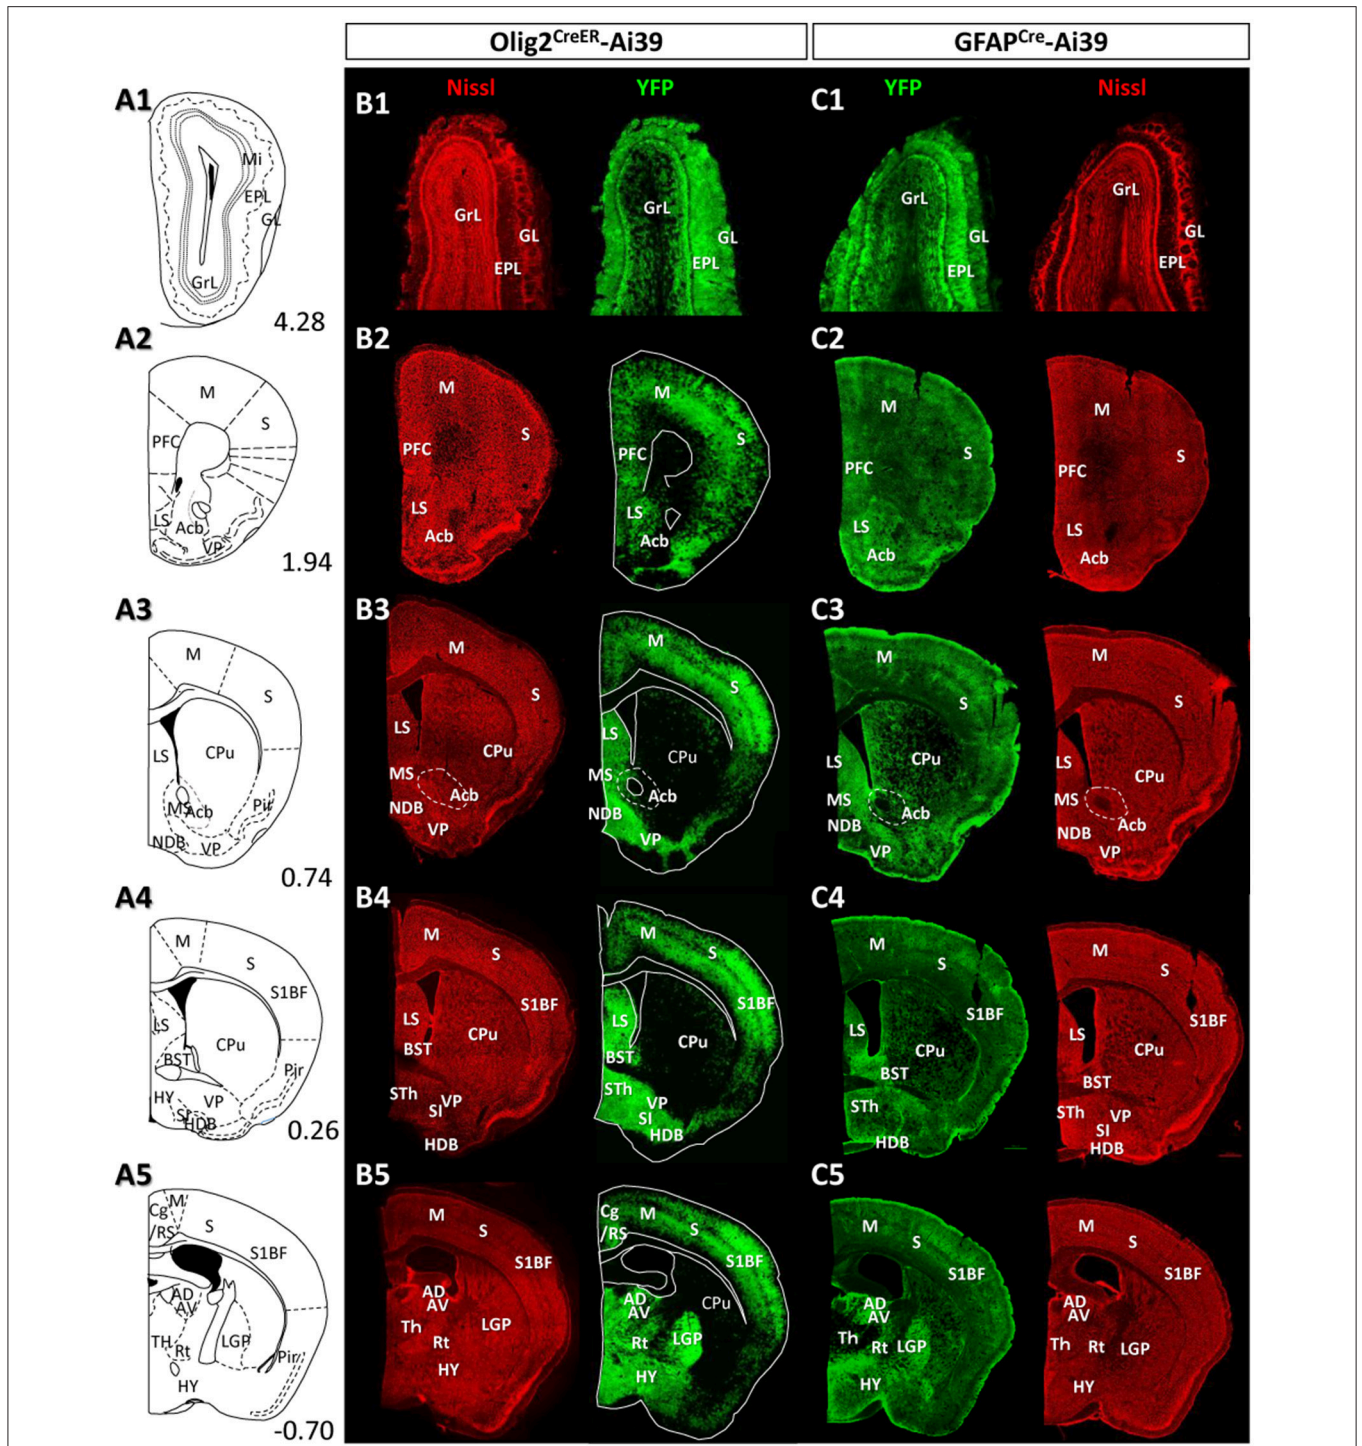 Olig2CreER-Ai39
GFAPCre-Ai39
Nissl
YFP
YFP
Nissl
A1
Mi
EPL
GL
GrL
4.28
B1
GrL
GL
EPL
GrL
GL
EPL
C1
GrL
GL
EPL
GrL
GL
EPL
A2
M
S
PFC
LS
Acb
VP
1.94
B2
M
PFC
S
LS
Acb
M
PFC
S
LS
Acb
C2
M
S
PFC
LS
Acb
M
S
PFC
LS
Acb
A3
M
S
LS
CPu
MS
Acb
Pir
NDB
VP
0.74
B3
M
S
LS
CPu
MS
Acb
NDB
VP
M
S
LS
CPu
MS
Acb
NDB
VP
C3
M
S
LS
CPu
MS
Acb
NDB
VP
M
S
LS
CPu
MS
Acb
NDB
VP
A4
M
S
S1BF
LS
CPu
BST
Pir
HY
VP
SI
HDB
0.26
B4
M
S
S1BF
LS
CPu
BST
STh
VP
SI
HDB
M
S
S1BF
LS
CPu
BST
STh
VP
SI
HDB
C4
M
S
S1BF
LS
CPu
BST
STh
HDB
M
S
S1BF
LS
CPu
BST
STh
VP
SI
HDB
A5
M
Cg
/RS
S
S1BF
AD
AV
TH
Rt
LGP
Pir
HY
-0.70
B5
M
S
S1BF
AD
AV
Th
LGP
Rt
HY
Cg
/RS
M
S
S1BF
AD
AV
CPu
Rt
LGP
HY
C5
M
S
S1BF
AD
AV
Th
Rt
LGP
HY
M
S
S1BF
AD
AV
Th
Rt
LGP
HY